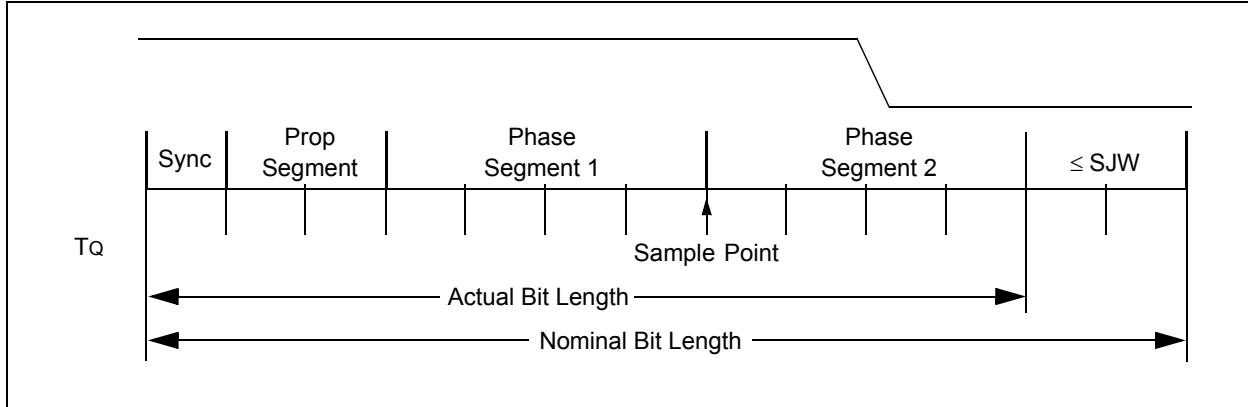 Sync
Prop
Segment
Phase
Segment 1
Phase
Segment 2
≤ SJW
TQ
Sample Point
Actual Bit Length
Nominal Bit Length